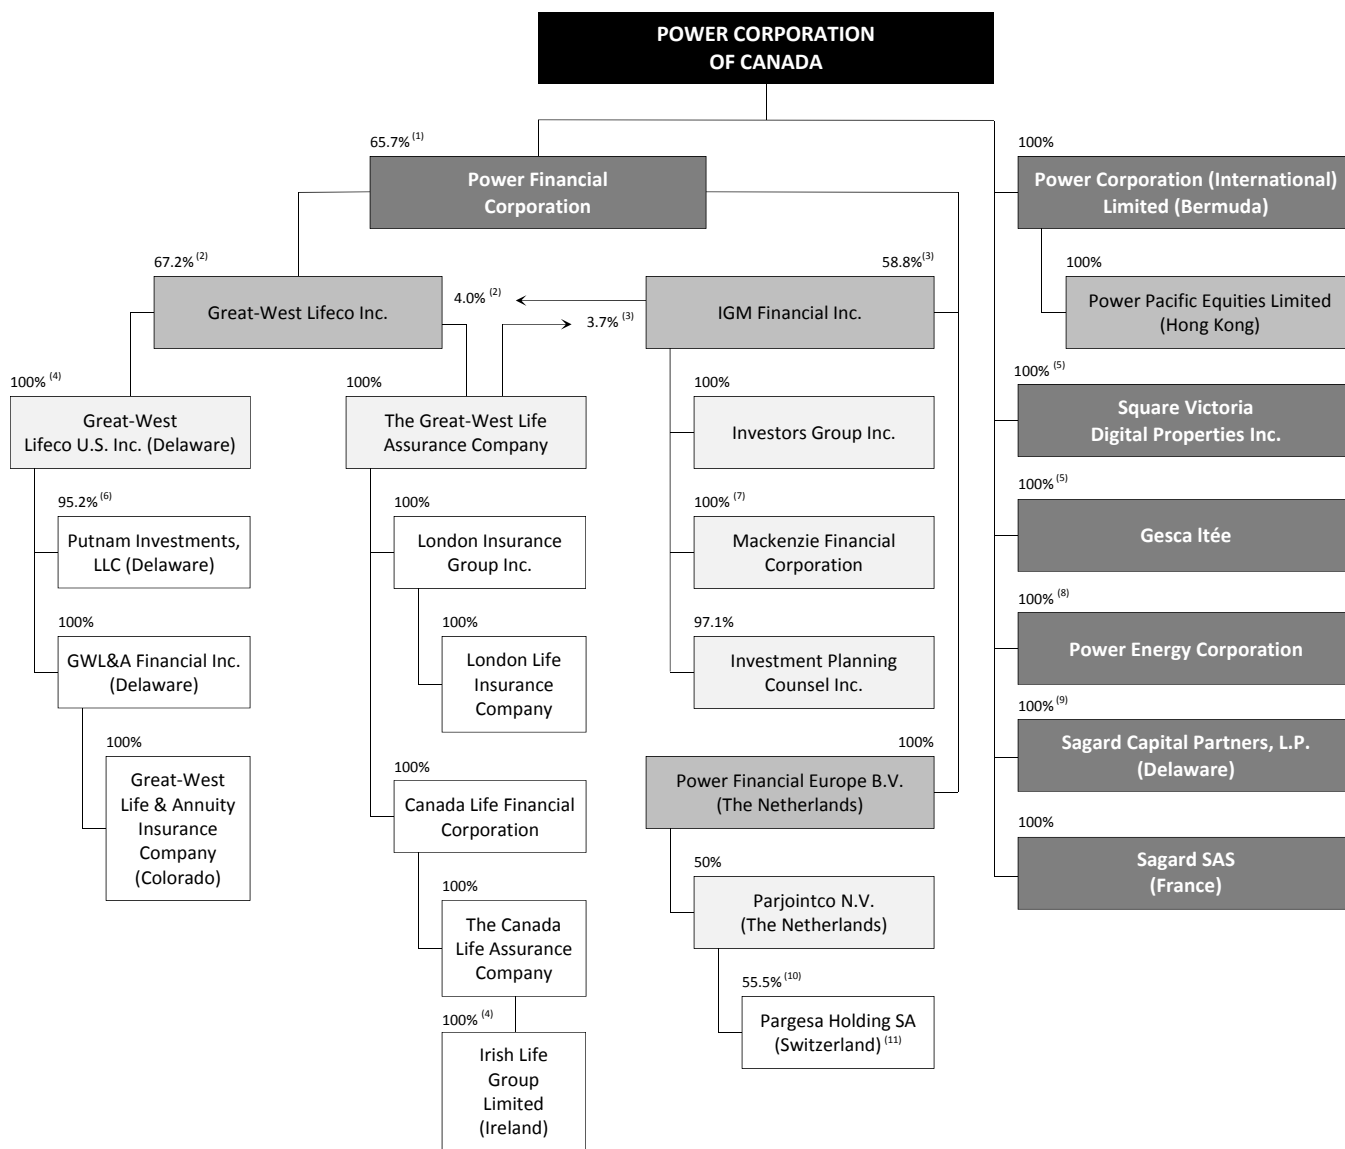 POWER CORPORATION
OF CANADA
65.7% (1)
Power Financial
Corporation
100%
Power Corporation (International)
Limited (Bermuda)
67.2% (2)
Great-West Lifeco Inc.
4.0% (2)
3.7% (3)
58.8% (3)
IGM Financial Inc.
100%
Power Pacific Equities Limited
(Hong Kong)
100% (4)
Great-West
Lifeco U.S. Inc. (Delaware)
100%
The Great-West Life
Assurance Company
100%
Investors Group Inc.
100% (5)
Square Victoria
Digital Properties Inc.
95.2% (6)
Putnam Investments,
LLC (Delaware)
100%
London Insurance
Group Inc.
100% (7)
Mackenzie Financial
Corporation
100% (5)
Gesca ltée
100%
GWL&A Financial Inc.
(Delaware)
100%
London Life
Insurance
Company
97.1%
Investment Planning
Counsel Inc.
100% (8)
Power Energy Corporation
100%
Great-West
Life & Annuity
Insurance
Company
(Colorado)
100%
Canada Life Financial
Corporation
100%
Power Financial Europe B.V.
(The Netherlands)
100% (9)
Sagard Capital Partners, L.P.
(Delaware)
100%
The Canada
Life Assurance
Company
50%
Parjointco N.V.
(The Netherlands)
100%
Sagard SAS
(France)
100% (4)
Irish Life
Group
Limited
(Ireland)
55.5% (10)
Pargesa Holding SA
(Switzerland) (11)